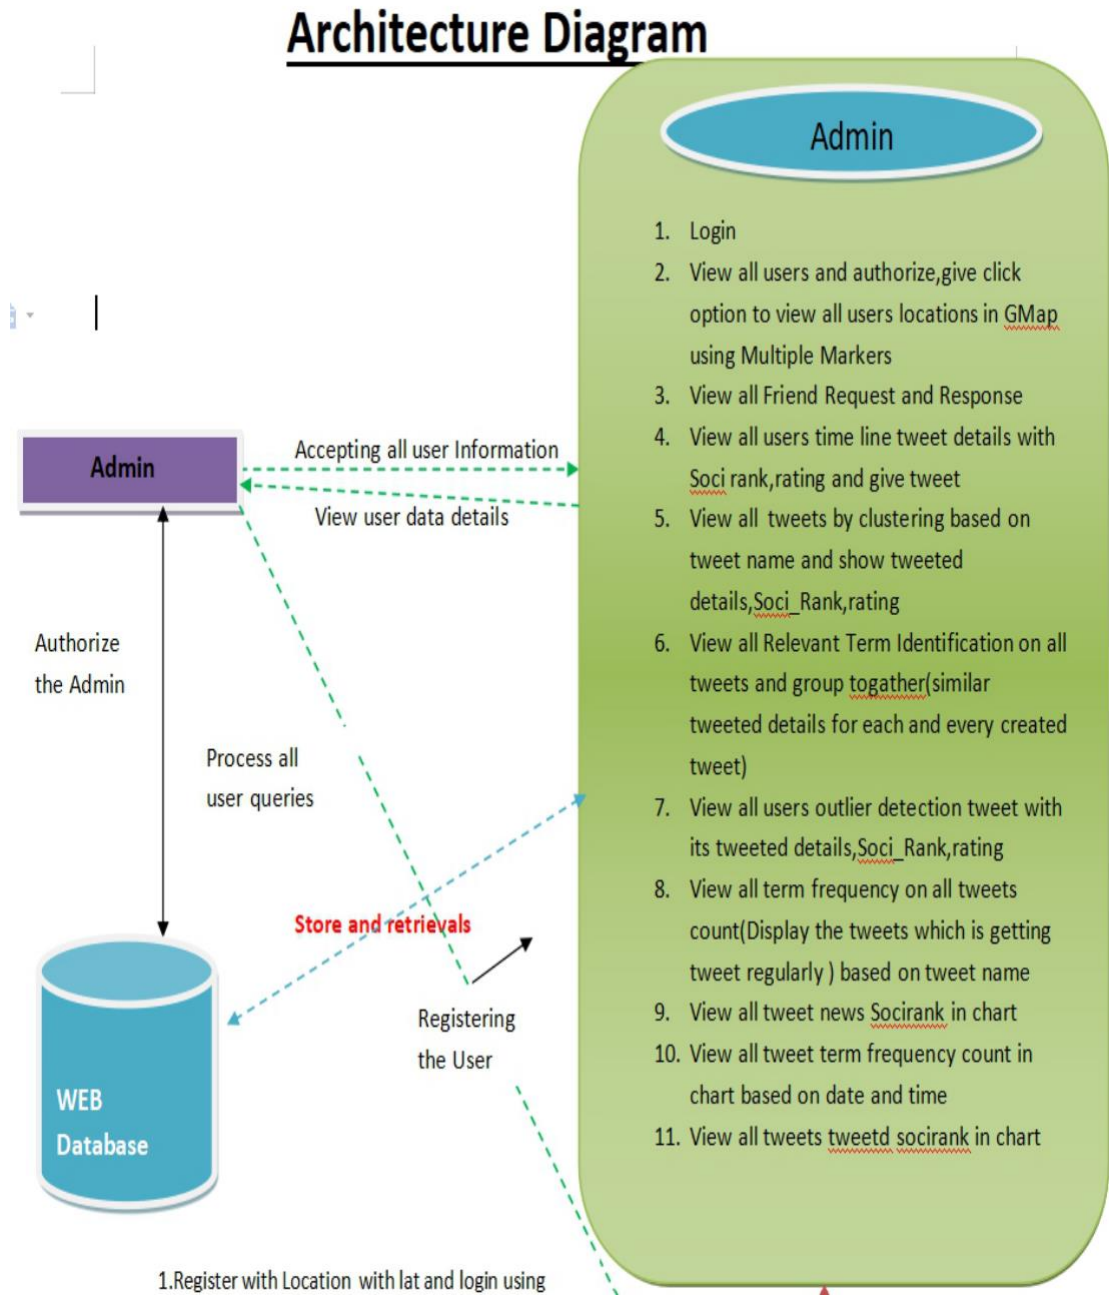 Architecture Diagram
Admin
1. Login
2. View all users and authorize,give click
option to view all users locations in GMap
using Multiple Markers
3. View all Friend Request and Response
4. View all users time line tweet details with
Soci rank,rating and give tweet
5. View all tweets by clustering based on
tweet name and show tweeted
details,Soci_Rank,rating
6. View all Relevant Term Identification on all
tweets and group togather(similar
tweeted details for each and every created
tweet)
7. View all users outlier detection tweet with
its tweeted details,Soci_Rank,rating
8. View all term frequency on all tweets
count(Display the tweets which is getting
tweet regularly ) based on tweet name
9. View all tweet news Socirank in chart
10. View all tweet term frequency count in
chart based on date and time
11. View all tweets tweetd socirank in chart
Admin
Accepting all user Information
View user data details
Authorize
the Admin
Process all
user queries
Store and retrievals
Registering
the User
WEB
Database
1.Register with Location with lat and login using